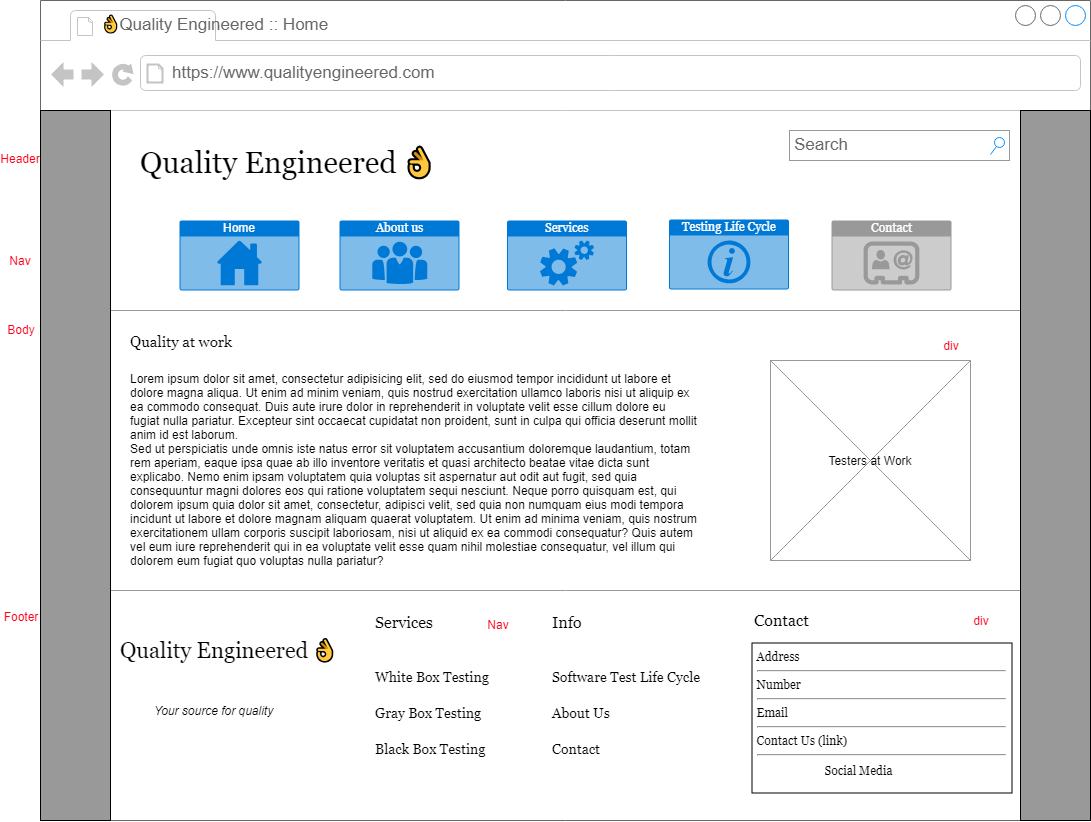 👌Quality Engineered :: Home
https://www.qualityengineered.com
Header
Quality Engineered 👌
Search
Nav
Home
About us
Services
Testing Life Cycle
Contact
Body
Quality at work
Lorem ipsum dolor sit amet, consectetur adipisicing elit, sed do eiusmod tempor incididunt ut labore et
dolore magna aliqua. Ut enim ad minim veniam, quis nostrud exercitation ullamco laboris nisi ut aliquip ex
ea commodo consequat. Duis aute irure dolor in reprehenderit in voluptate velit esse cillum dolore eu
fugiat nulla pariatur. Excepteur sint occaecat cupidatat non proident, sunt in culpa qui officia deserunt mollit
anim id est laborum.
Sed ut perspiciatis unde omnis iste natus error sit voluptatem accusantium doloremque laudantium, totam
rem aperiam, eaque ipsa quae ab illo inventore veritatis et quasi architecto beatae vitae dicta sunt
explicabo. Nemo enim ipsam voluptatem quia voluptas sit aspernatur aut odit aut fugit, sed quia
consequuntur magni dolores eos qui ratione voluptatem sequi nesciunt. Neque porro quisquam est, qui
dolorem ipsum quia dolor sit amet, consectetur, adipisci velit, sed quia non numquam eius modi tempora
incidunt ut labore et dolore magnam aliquam quaerat voluptatem. Ut enim ad minima veniam, quis nostrum
exercitationem ullam corporis suscipit laboriosam, nisi ut aliquid ex ea commodi consequatur? Quis autem
vel eum iure reprehenderit qui in ea voluptate velit esse quam nihil molestiae consequatur, vel illum qui
dolorem eum fugiat quo voluptas nulla pariatur?
div
Testers at Work
Footer
Quality Engineered 👌
Your source for quality
Services
Nav
White Box Testing
Gray Box Testing
Black Box Testing
Info
Software Test Life Cycle
About Us
Contact
Contact
div
Address
Number
Email
Contact Us (link)
Social Media